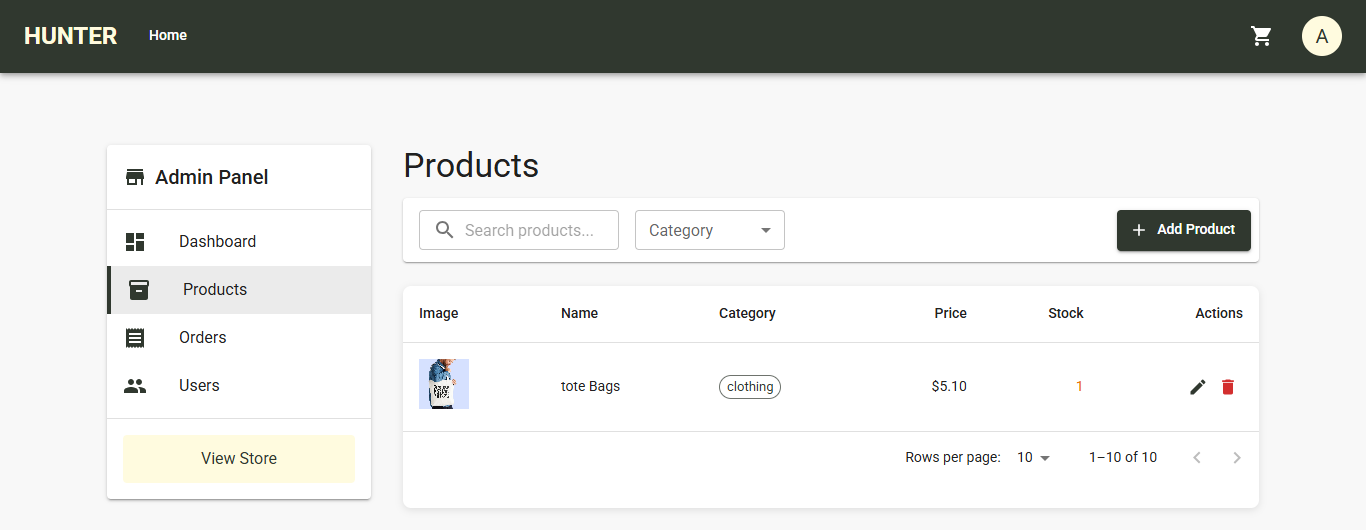 HUNTER Home A
Admin Panel
Dashboard
Products
Orders
Users
View Store
Products
Search products... Category Add Product
Image Name Category Price Stock Actions
tote Bags clothing $5.10 1
Rows per page: 10 1–10 of 10